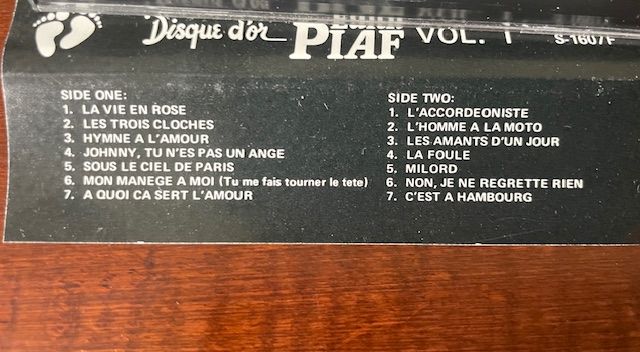 Disque d'or PIAF VOL. 1 S-1607F
SIDE ONE:
1. LA VIE EN ROSE
2. LES TROIS CLOCHES
3. HYMNE A L'AMOUR
4. JOHNNY, TU N'ES PAS UN ANGE
5. SOUS LE CIEL DE PARIS
6. MON MANEGE A MOI (Tu me fais tourner le tete)
7. A QUOI CA SERT L'AMOUR
SIDE TWO:
1. L'ACCORDEONISTE
2. L'HOMME A LA MOTO
3. LES AMANTS D'UN JOUR
4. LA FOULE
5. MILORD
6. NON, JE NE REGRETTE RIEN
7. C'EST A HAMBOURG